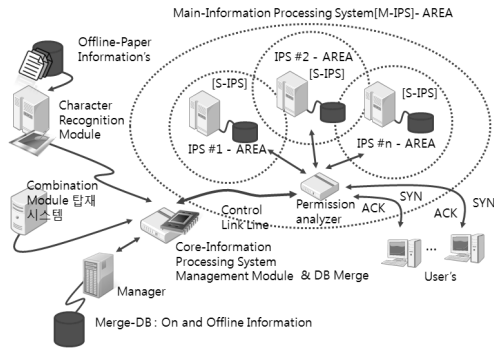 Main-Information Processing System[M-IPS]- AREA
Offline-Paper
Information's
Character
Recognition
Module
[S-IPS]
IPS #1 - AREA
IPS #2 - AREA
[S-IPS]
[S-IPS]
IPS #n - AREA
Combination
Module 탑재
시스템
Control
Link Line
Permission
analyzer
SYN
ACK
SYN
ACK
Core-Information
Processing System
Management Module & DB Merge
...
User's
Manager
Merge-DB : On and Offline Information